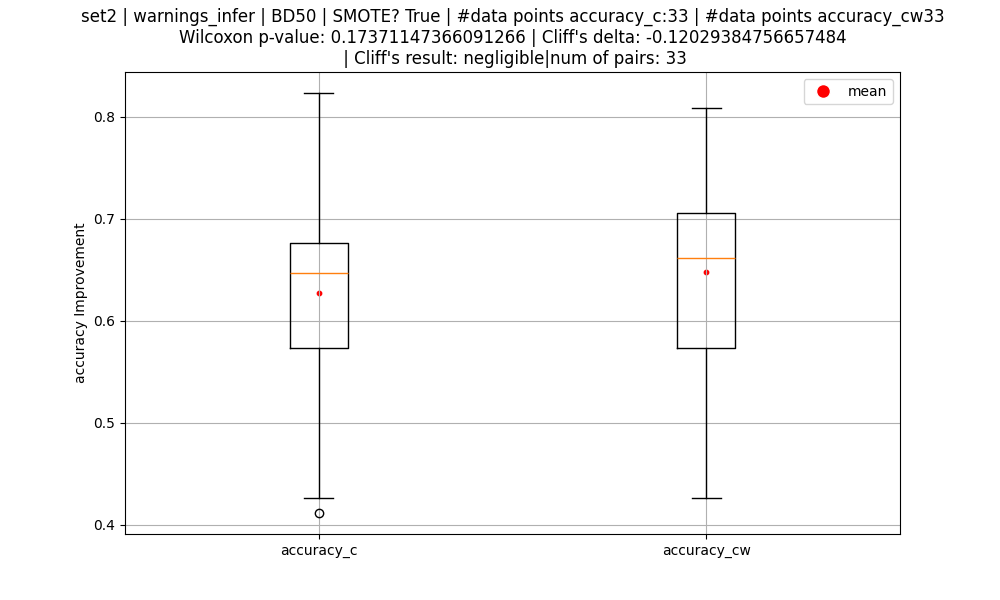 set2 | warnings_infer | BD50 | SMOTE? True | #data points accuracy_c:33 | #data points accuracy_cw33
Wilcoxon p-value: 0.17371147366091266 | Cliff's delta: -0.12029384756657484
| Cliff's result: negligible|num of pairs: 33
mean
accuracy Improvement
0.8
0.7
0.6
0.5
0.4
accuracy_c
accuracy_cw